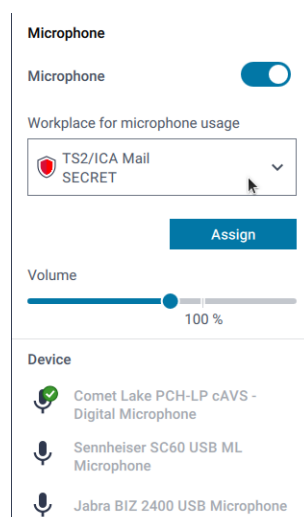 Microphone
Microphone
Workplace for microphone usage
TS2/ICA Mail
SECRET
Assign
Volume
100 %
Device
Comet Lake PCH-LP cAVS -
Digital Microphone
Sennheiser SC60 USB ML
Microphone
Jabra BIZ 2400 USB Microphone